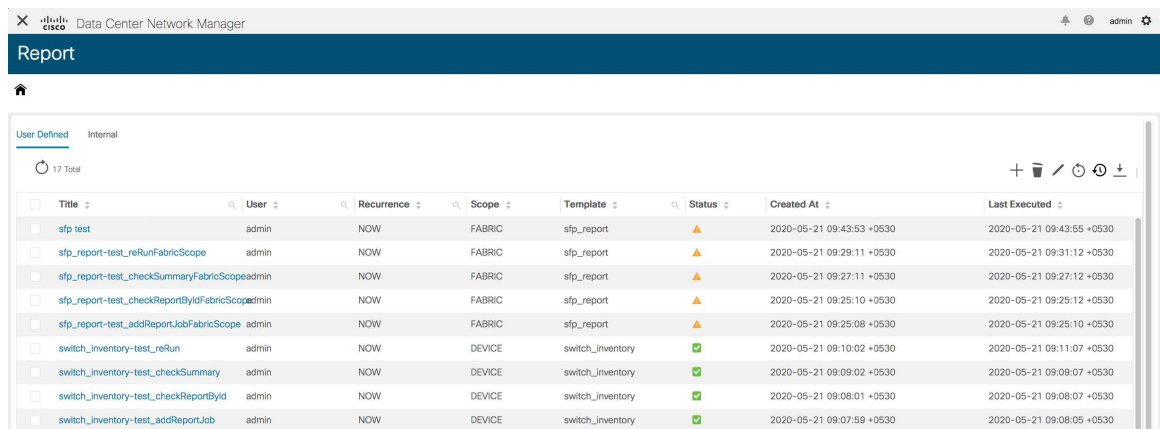 cisco Data Center Network Manager admin
Report
User Defined Internal
17 Total
Title User Recurrence Scope Template Status Created At Last Executed
sfp test admin NOW FABRIC sfp_report 2020-05-21 09:43:53 +0530 2020-05-21 09:43:55 +0530
sfp_report-test_reRunFabricScope admin NOW FABRIC sfp_report 2020-05-21 09:29:11 +0530 2020-05-21 09:31:12 +0530
sfp_report-test_checkSummaryFabricScope admin NOW FABRIC sfp_report 2020-05-21 09:27:11 +0530 2020-05-21 09:27:12 +0530
sfp_report-test_checkReportByIdFabricScope admin NOW FABRIC sfp_report 2020-05-21 09:25:10 +0530 2020-05-21 09:25:12 +0530
sfp_report-test_addReportJobFabricScope admin NOW FABRIC sfp_report 2020-05-21 09:25:08 +0530 2020-05-21 09:25:10 +0530
switch_inventory-test_reRun admin NOW DEVICE switch_inventory 2020-05-21 09:10:02 +0530 2020-05-21 09:11:07 +0530
switch_inventory-test_checkSummary admin NOW DEVICE switch_inventory 2020-05-21 09:09:02 +0530 2020-05-21 09:09:07 +0530
switch_inventory-test_checkReportById admin NOW DEVICE switch_inventory 2020-05-21 09:08:01 +0530 2020-05-21 09:08:07 +0530
switch_inventory-test_addReportJob admin NOW DEVICE switch_inventory 2020-05-21 09:07:59 +0530 2020-05-21 09:08:05 +0530